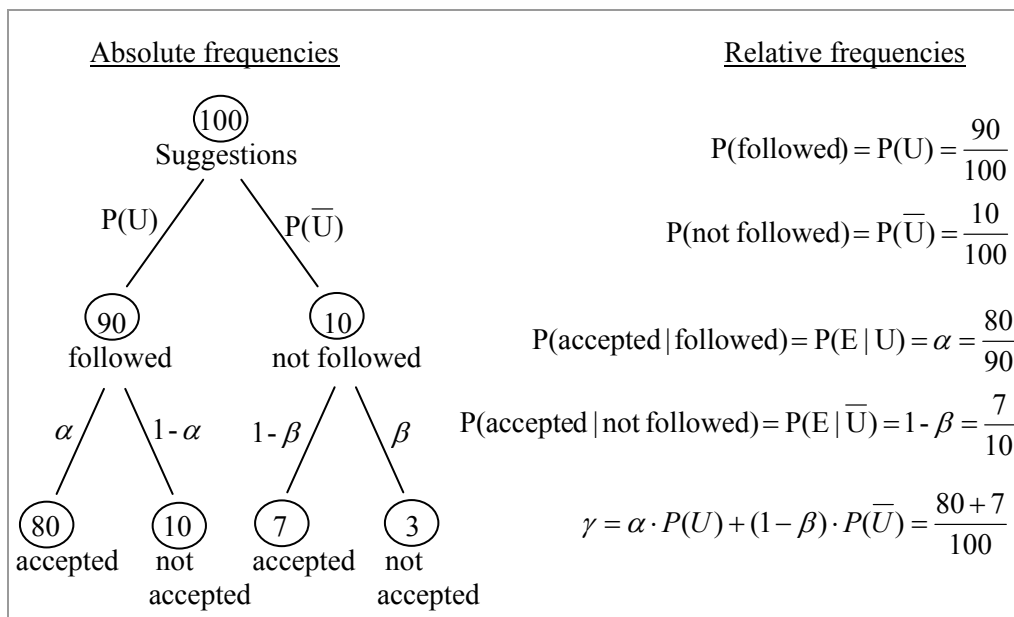 Absolute frequencies
100
Suggestions
P(U) P(U̅)
90 10
followed not followed
α 1 - α 1 - β β
80 10 7 3
accepted not accepted accepted not accepted
Relative frequencies
P(followed) = P(U) = 90/100
P(not followed) = P(U̅) = 10/100
P(accepted | followed) = P(E | U) = α = 80/90
P(accepted | not followed) = P(E | U̅) = 1 - β = 7/10
γ = α · P(U) + (1 − β) · P(U̅) = (80 + 7)/100